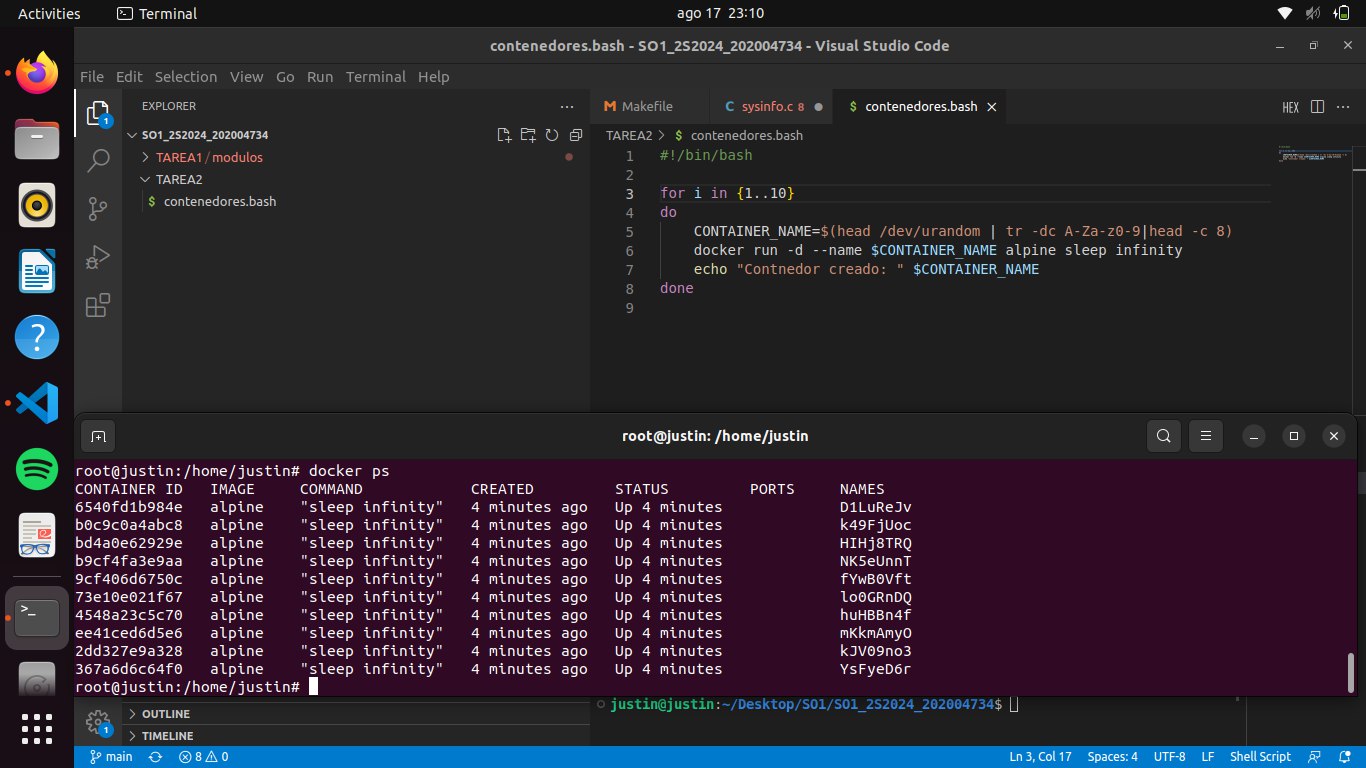 Activities Terminal ago 17 23:10
contenedores.bash - SO1_2S2024_202004734 - Visual Studio Code
File Edit Selection View Go Run Terminal Help
EXPLORER
SO1_2S2024_202004734
TAREA1/modulos
TAREA2
contenedores.bash
1
Makefile
sysinfo.c 8
contenedores.bash
HEX
TAREA2 > contenedores.bash
1 #!/bin/bash
2
3 for i in {1..10}
4 do
5 CONTAINER_NAME=$(head /dev/urandom | tr -dc A-Za-z0-9|head -c 8)
6 docker run -d --name $CONTAINER_NAME alpine sleep infinity
7 echo "Contnedor creado: " $CONTAINER_NAME
8 done
9
root@justin: /home/justin
root@justin:/home/justin# docker ps
CONTAINER ID IMAGE COMMAND CREATED STATUS PORTS NAMES
6540fd1b984e alpine "sleep infinity" 4 minutes ago Up 4 minutes D1LuReJv
b0c9c0a4abc8 alpine "sleep infinity" 4 minutes ago Up 4 minutes k49FjUoc
bd4a0e62929e alpine "sleep infinity" 4 minutes ago Up 4 minutes HIHj8TRQ
b9cf4fa3e9aa alpine "sleep infinity" 4 minutes ago Up 4 minutes NK5eUnnT
9cf406d6750c alpine "sleep infinity" 4 minutes ago Up 4 minutes fYwB0Vft
73e10e021f67 alpine "sleep infinity" 4 minutes ago Up 4 minutes lo0GRnDQ
4548a23c5c70 alpine "sleep infinity" 4 minutes ago Up 4 minutes huHBBn4f
ee41ced6d5e6 alpine "sleep infinity" 4 minutes ago Up 4 minutes mKkmAmyO
2dd327e9a328 alpine "sleep infinity" 4 minutes ago Up 4 minutes kJV09no3
367a6d6c64f0 alpine "sleep infinity" 4 minutes ago Up 4 minutes YsFyeD6r
root@justin:/home/justin#
justin@justin:~/Desktop/SO1/SO1_2S2024_202004734$
OUTLINE
TIMELINE
1
main 8 0 Ln 3, Col 17 Spaces: 4 UTF-8 LF Shell Script